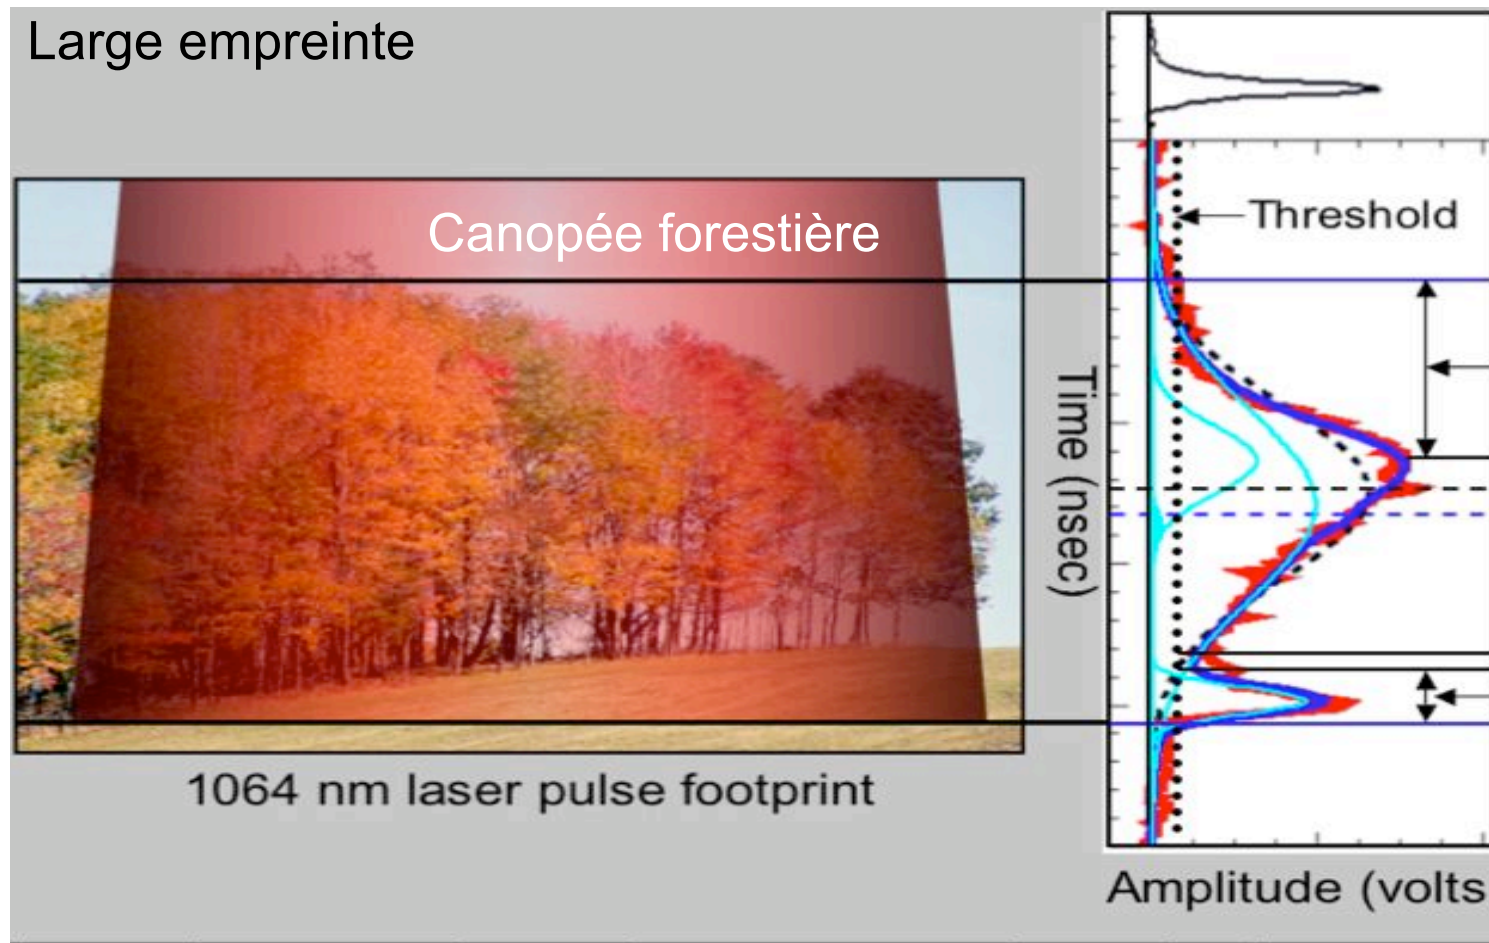 Large empreinte
Canopée forestière
Threshold
Time (nsec)
1064 nm laser pulse footprint
Amplitude (volts